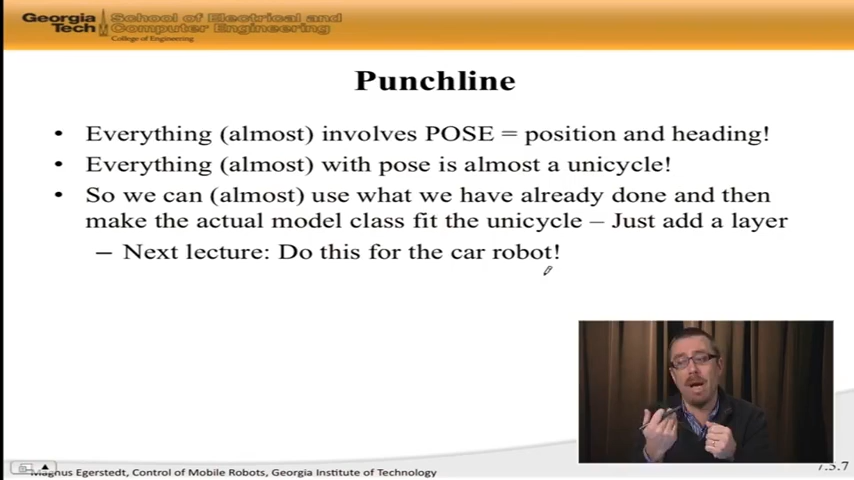 Georgia Tech
School of Electrical and
Computer Engineering
College of Engineering
Punchline
• Everything (almost) involves POSE = position and heading!
• Everything (almost) with pose is almost a unicycle!
• So we can (almost) use what we have already done and then
make the actual model class fit the unicycle – Just add a layer
– Next lecture: Do this for the car robot!
Magnus Egerstedt, Control of Mobile Robots, Georgia Institute of Technology